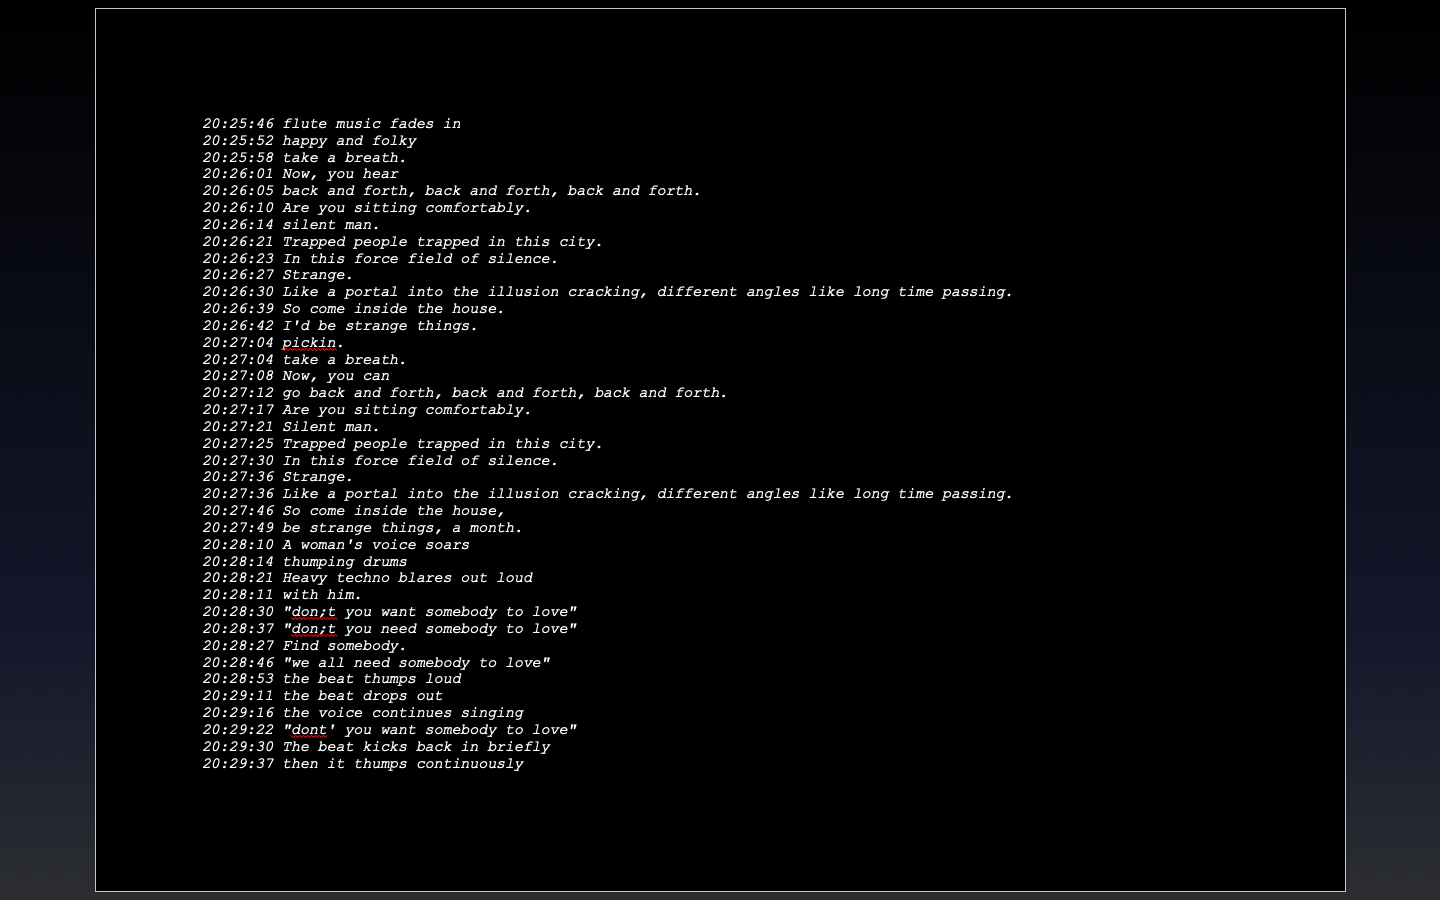 20:25:46 flute music fades in
20:25:52 happy and folky
20:25:58 take a breath.
20:26:01 Now, you hear
20:26:05 back and forth, back and forth, back and forth.
20:26:10 Are you sitting comfortably.
20:26:14 silent man.
20:26:21 Trapped people trapped in this city.
20:26:23 In this force field of silence.
20:26:27 Strange.
20:26:30 Like a portal into the illusion cracking, different angles like long time passing.
20:26:39 So come inside the house.
20:26:42 I'd be strange things.
20:27:04 pickin.
20:27:04 take a breath.
20:27:08 Now, you can
20:27:12 go back and forth, back and forth, back and forth.
20:27:17 Are you sitting comfortably.
20:27:21 Silent man.
20:27:25 Trapped people trapped in this city.
20:27:30 In this force field of silence.
20:27:36 Strange.
20:27:36 Like a portal into the illusion cracking, different angles like long time passing.
20:27:46 So come inside the house,
20:27:49 be strange things, a month.
20:28:10 A woman's voice soars
20:28:14 thumping drums
20:28:21 Heavy techno blares out loud
20:28:11 with him.
20:28:30 "don;t you want somebody to love"
20:28:37 "don;t you need somebody to love"
20:28:27 Find somebody.
20:28:46 "we all need somebody to love"
20:28:53 the beat thumps loud
20:29:11 the beat drops out
20:29:16 the voice continues singing
20:29:22 "dont' you want somebody to love"
20:29:30 The beat kicks back in briefly
20:29:37 then it thumps continuously